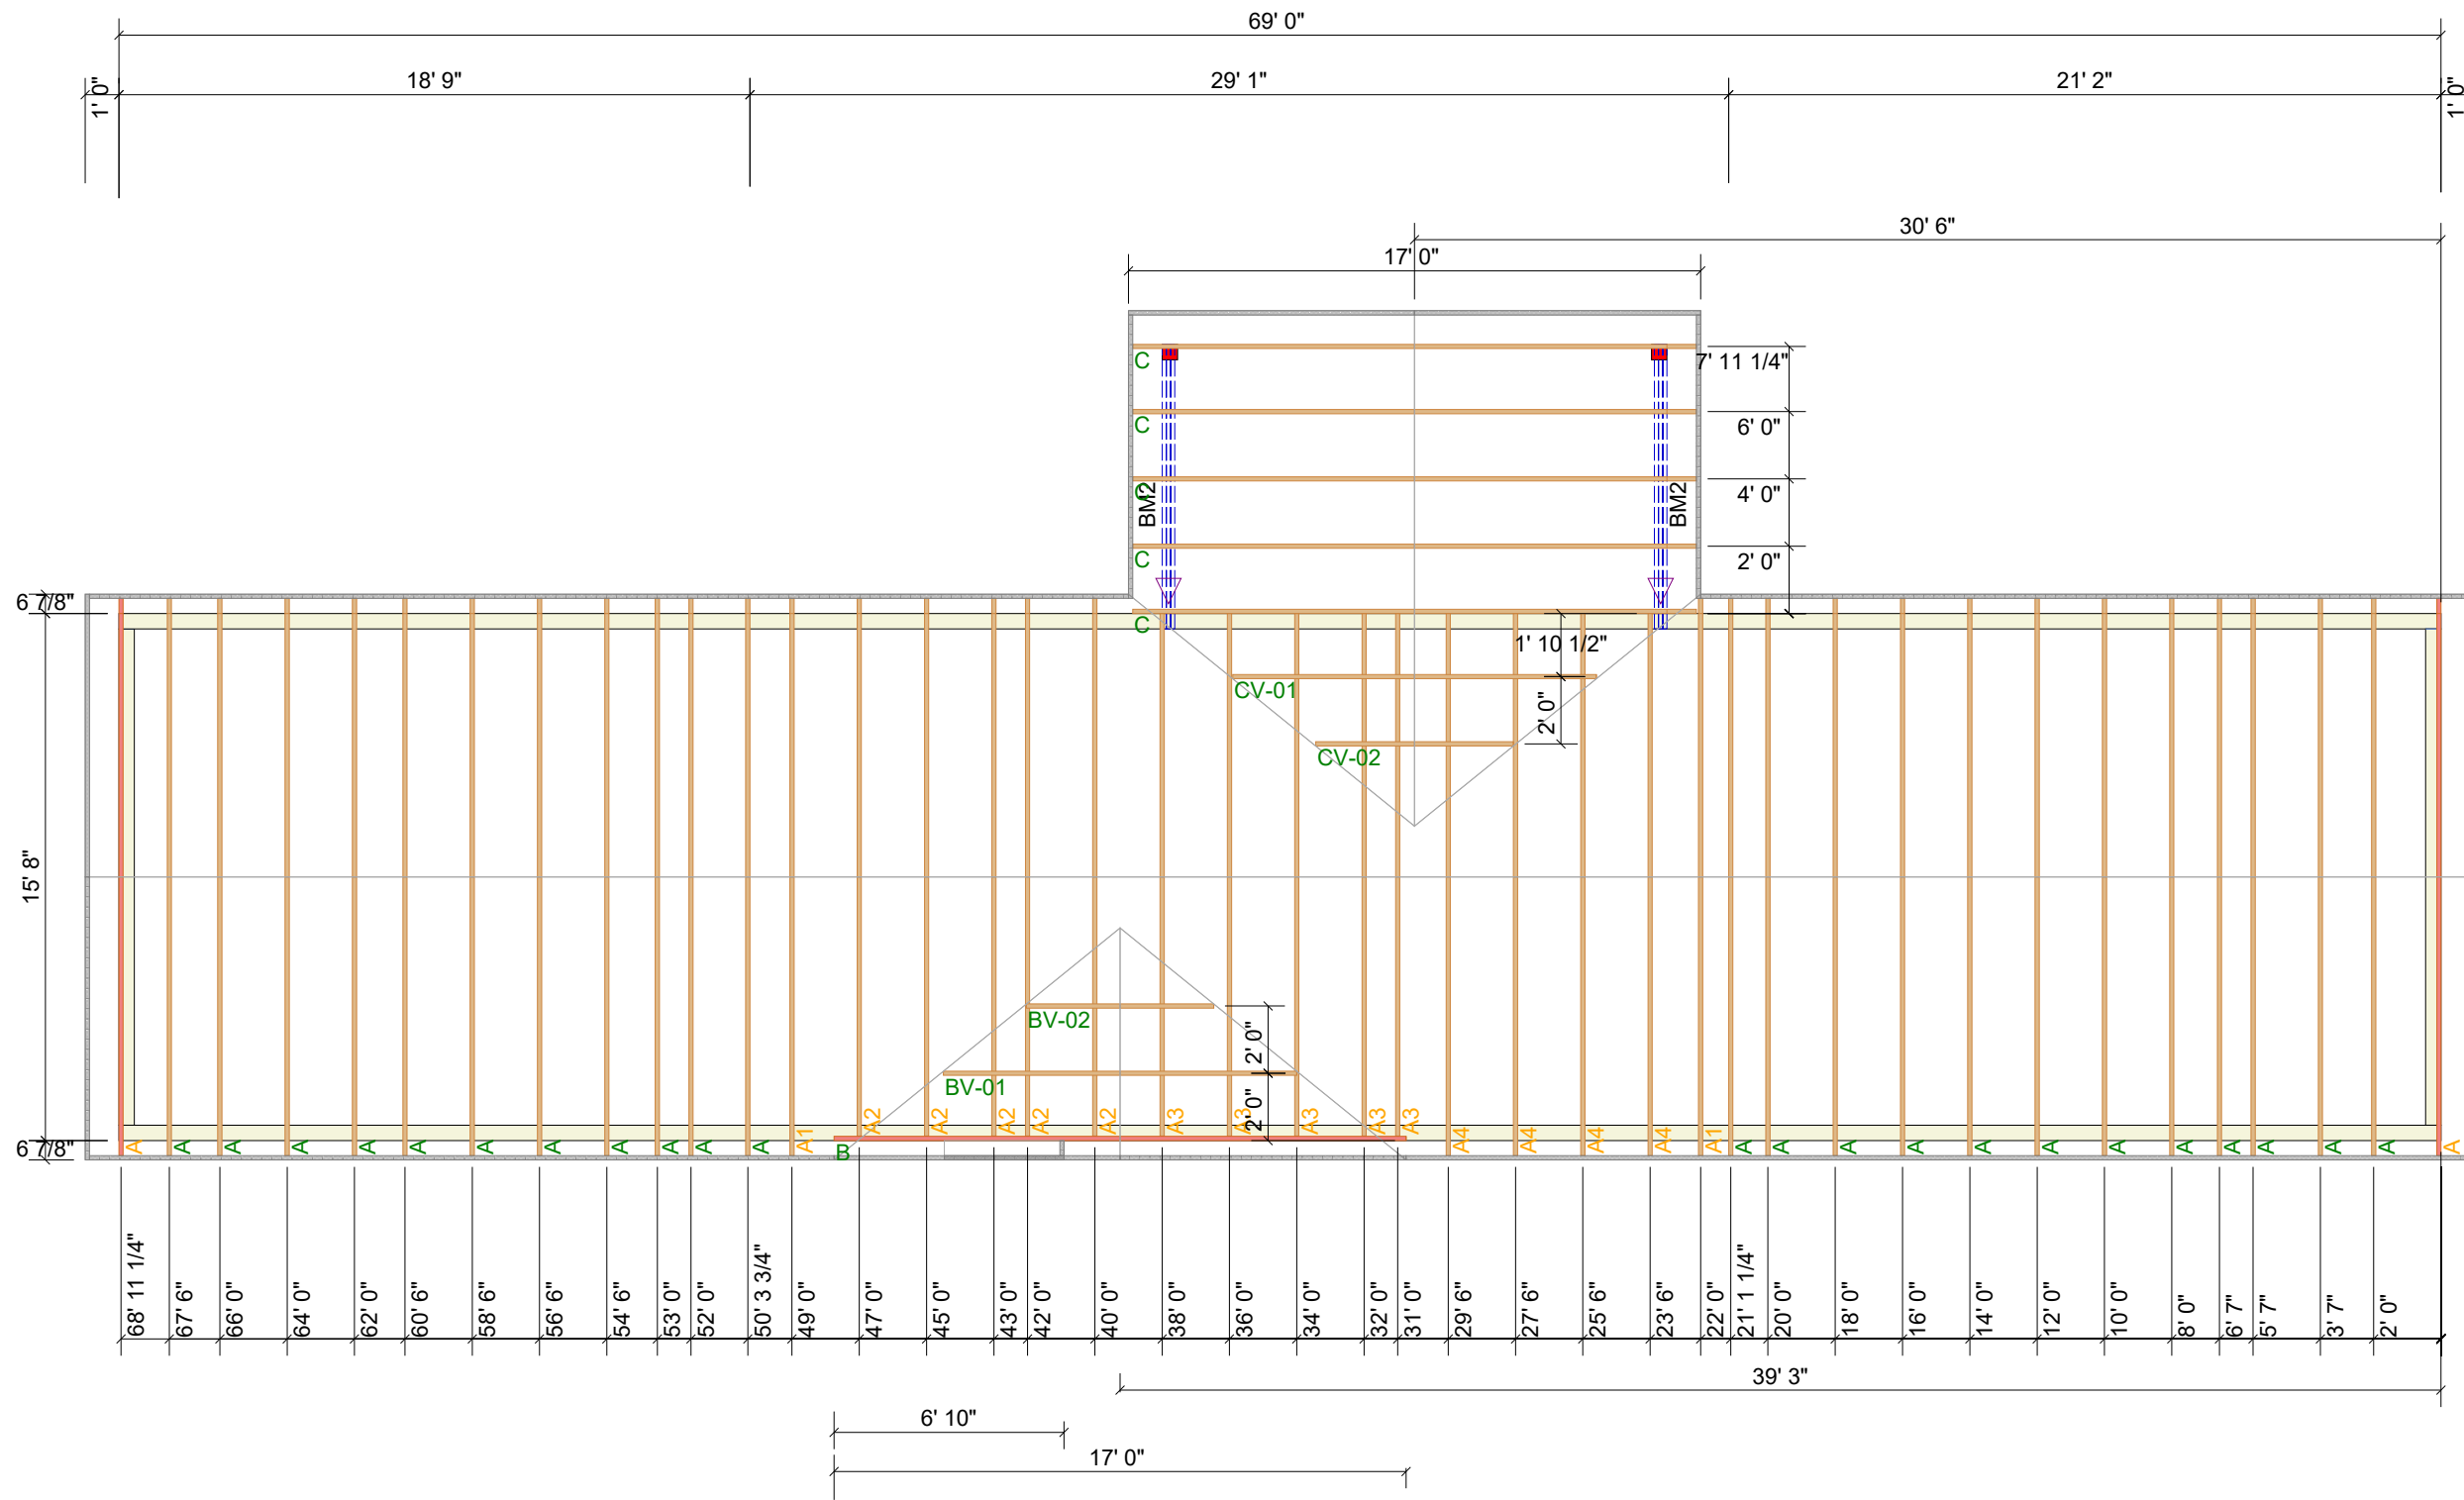 69' 0"
1' 0"
18' 9"
29' 1"
21' 2"
1' 0"
30' 6"
17' 0"
C
7' 11 1/4"
C
6' 0"
C
BM2
BM2
4' 0"
C
2' 0"
6 7/8"
C
1' 10 1/2"
CV-01
2' 0"
CV-02
15' 8"
BV-02
2' 0"
BV-01
2' 0"
A2
A2
A2
A2
A2
A3
A3
A3
A3
A3
6 7/8"
A
A
A
A
A
A
A
A
A
A
A
A
A1
B
A4
A4
A4
A4
A1
A
A
A
A
A
A
A
A
A
A
A
A
A
68' 11 1/4"
67' 6"
66' 0"
64' 0"
62' 0"
60' 6"
58' 6"
56' 6"
54' 6"
53' 0"
52' 0"
50' 3 3/4"
49' 0"
47' 0"
45' 0"
43' 0"
42' 0"
40' 0"
38' 0"
36' 0"
34' 0"
32' 0"
31' 0"
29' 6"
27' 6"
25' 6"
23' 6"
22' 0"
21' 1 1/4"
20' 0"
18' 0"
16' 0"
14' 0"
12' 0"
10' 0"
8' 0"
6' 7"
5' 7"
3' 7"
2' 0"
39' 3"
6' 10"
17' 0"